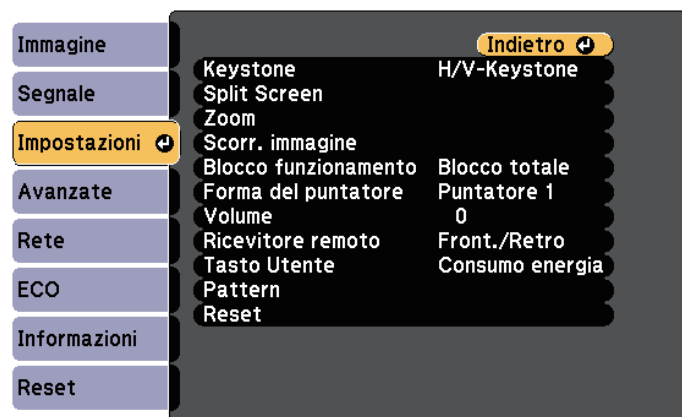 Immagine
Segnale
Impostazioni
Avanzate
Rete
ECO
Informazioni
Reset
Indietro
Keystone H/V-Keystone
Split Screen
Zoom
Scorr. immagine
Blocco funzionamento Blocco totale
Forma del puntatore Puntatore 1
Volume 0
Ricevitore remoto Front./Retro
Tasto Utente Consumo energia
Pattern
Reset